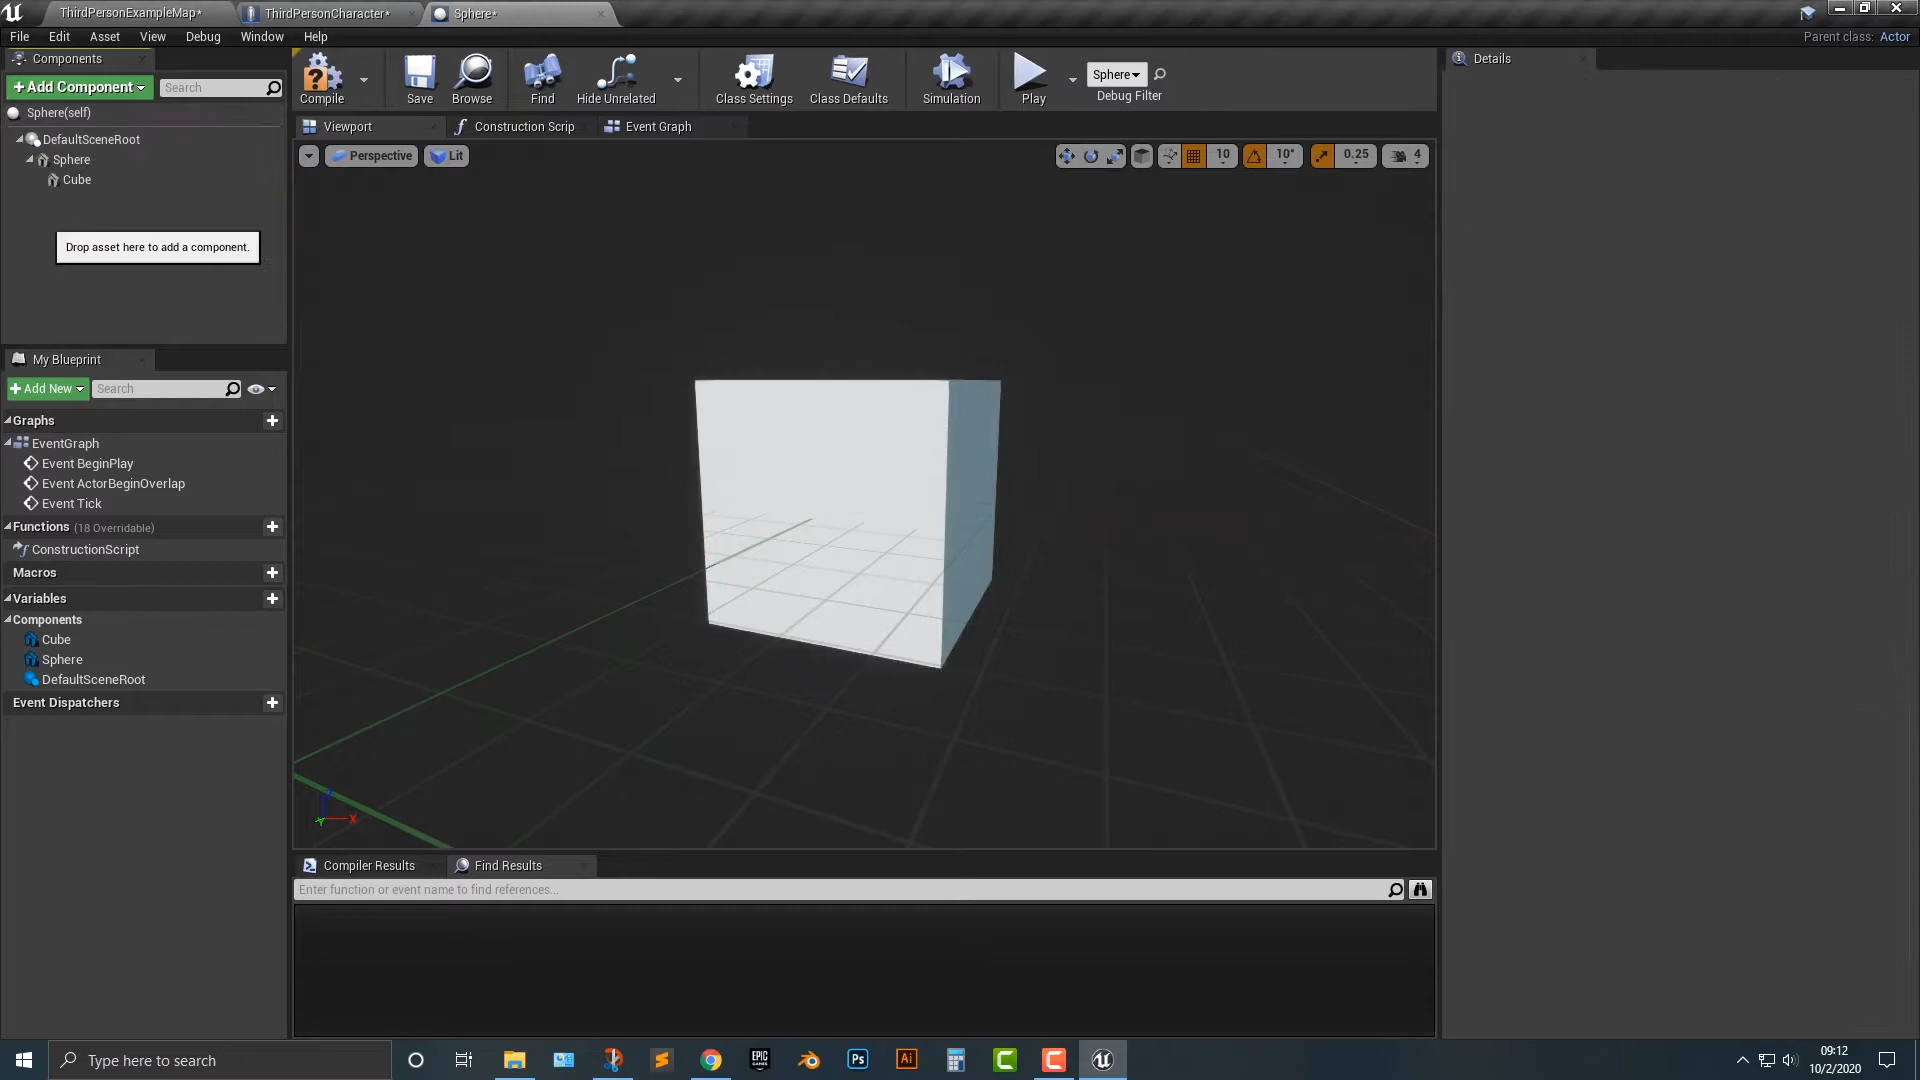 ThirdPersonExampleMap*
ThirdPersonCharacter*
Sphere*
File
Edit
Asset
View
Debug
Window
Help
Parent class: Actor
Components
+Add Component
Search
Sphere(self)
DefaultSceneRoot
Sphere
Cube
Drop asset here to add a component.
Compile
Save
Browse
Find
Hide Unrelated
Class Settings
Class Defaults
Simulation
Play
Sphere
Debug Filter
Details
Viewport
Construction Scrip
Event Graph
Perspective
Lit
10
10°
0.25
4
X
My Blueprint
+Add New
Search
Graphs
EventGraph
Event BeginPlay
Event ActorBeginOverlap
Event Tick
Functions (18 Overridable)
ConstructionScript
Macros
Variables
Components
Cube
Sphere
DefaultSceneRoot
Event Dispatchers
Compiler Results
Find Results
Enter function or event name to find references...
Type here to search
EPIC
GAMES
Ps
Ai
09:12
10/2/2020